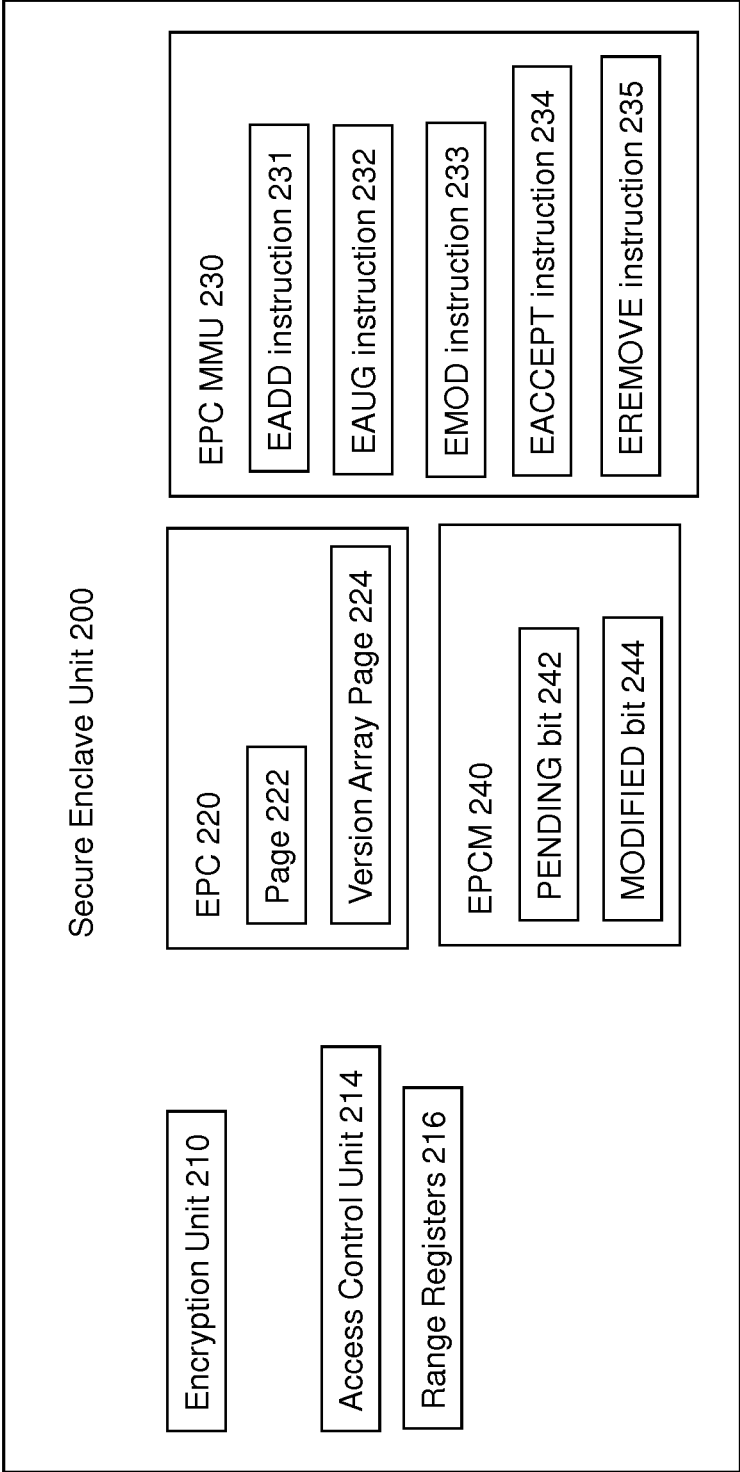 Secure Enclave Unit 200
Encryption Unit 210
Access Control Unit 214
Range Registers 216
EPC 220
Page 222
Version Array Page 224
EPCM 240
PENDING bit 242
MODIFIED bit 244
EPC MMU 230
EADD instruction 231
EAUG instruction 232
EMOD instruction 233
EACCEPT instruction 234
EREMOVE instruction 235